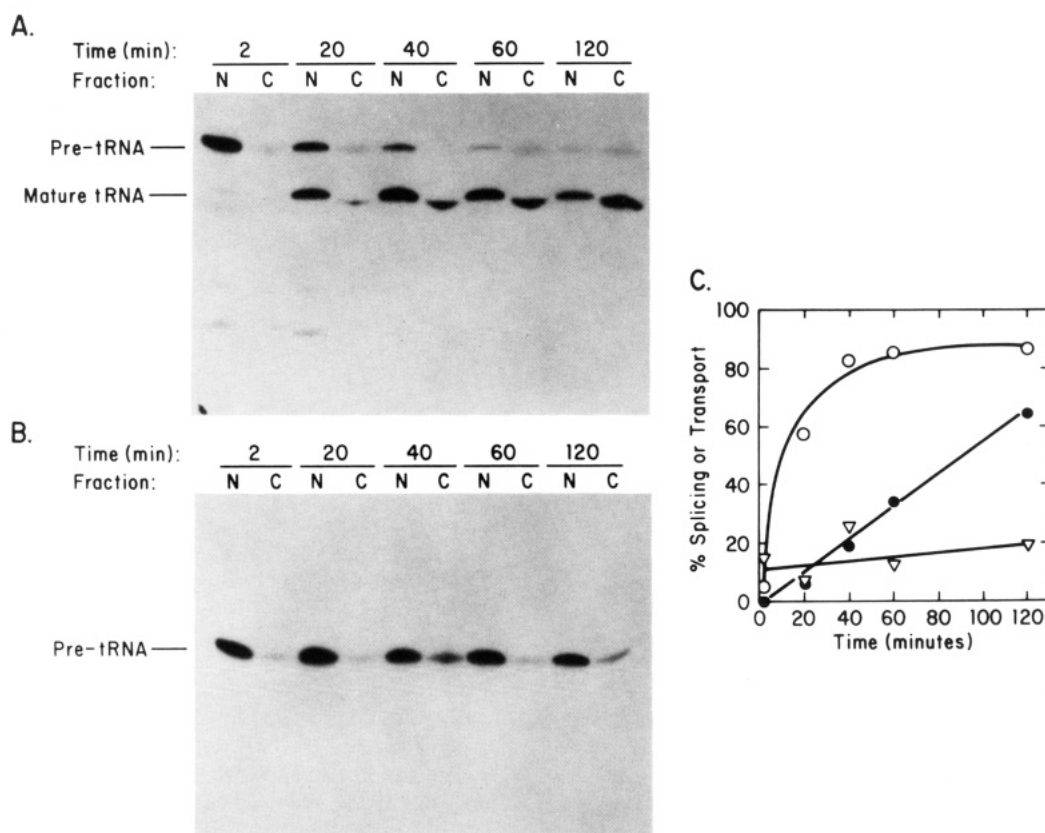 A.
Time (min): 2 20 40 60 120
Fraction: N C N C N C N C N C
Pre-tRNA
Mature tRNA
B.
Time (min): 2 20 40 60 120
Fraction: N C N C N C N C N C
Pre-tRNA
C.
% Splicing or Transport
100
80
60
40
20
0
0 20 40 60 80 100 120
Time (minutes)